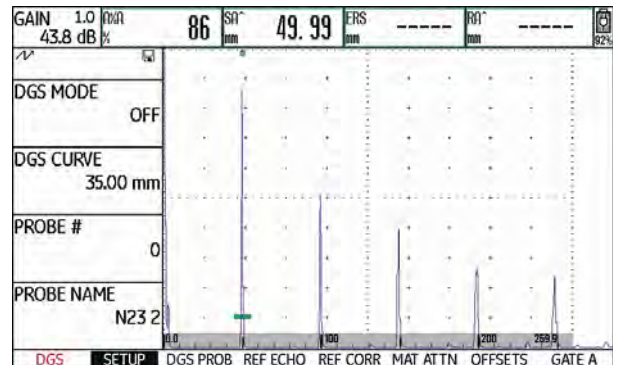 GAIN 1.0
43.8 dB
A%A
%
86
SA^
mm
49.99
ERS
mm
------
RA^
mm
------
92%
DGS MODE
OFF
DGS CURVE
35.00 mm
PROBE #
0
PROBE NAME
N23 2
0.0 100 200 259.9
DGS SETUP DGS PROB REF ECHO REF CORR MAT ATTN OFFSETS GATE A